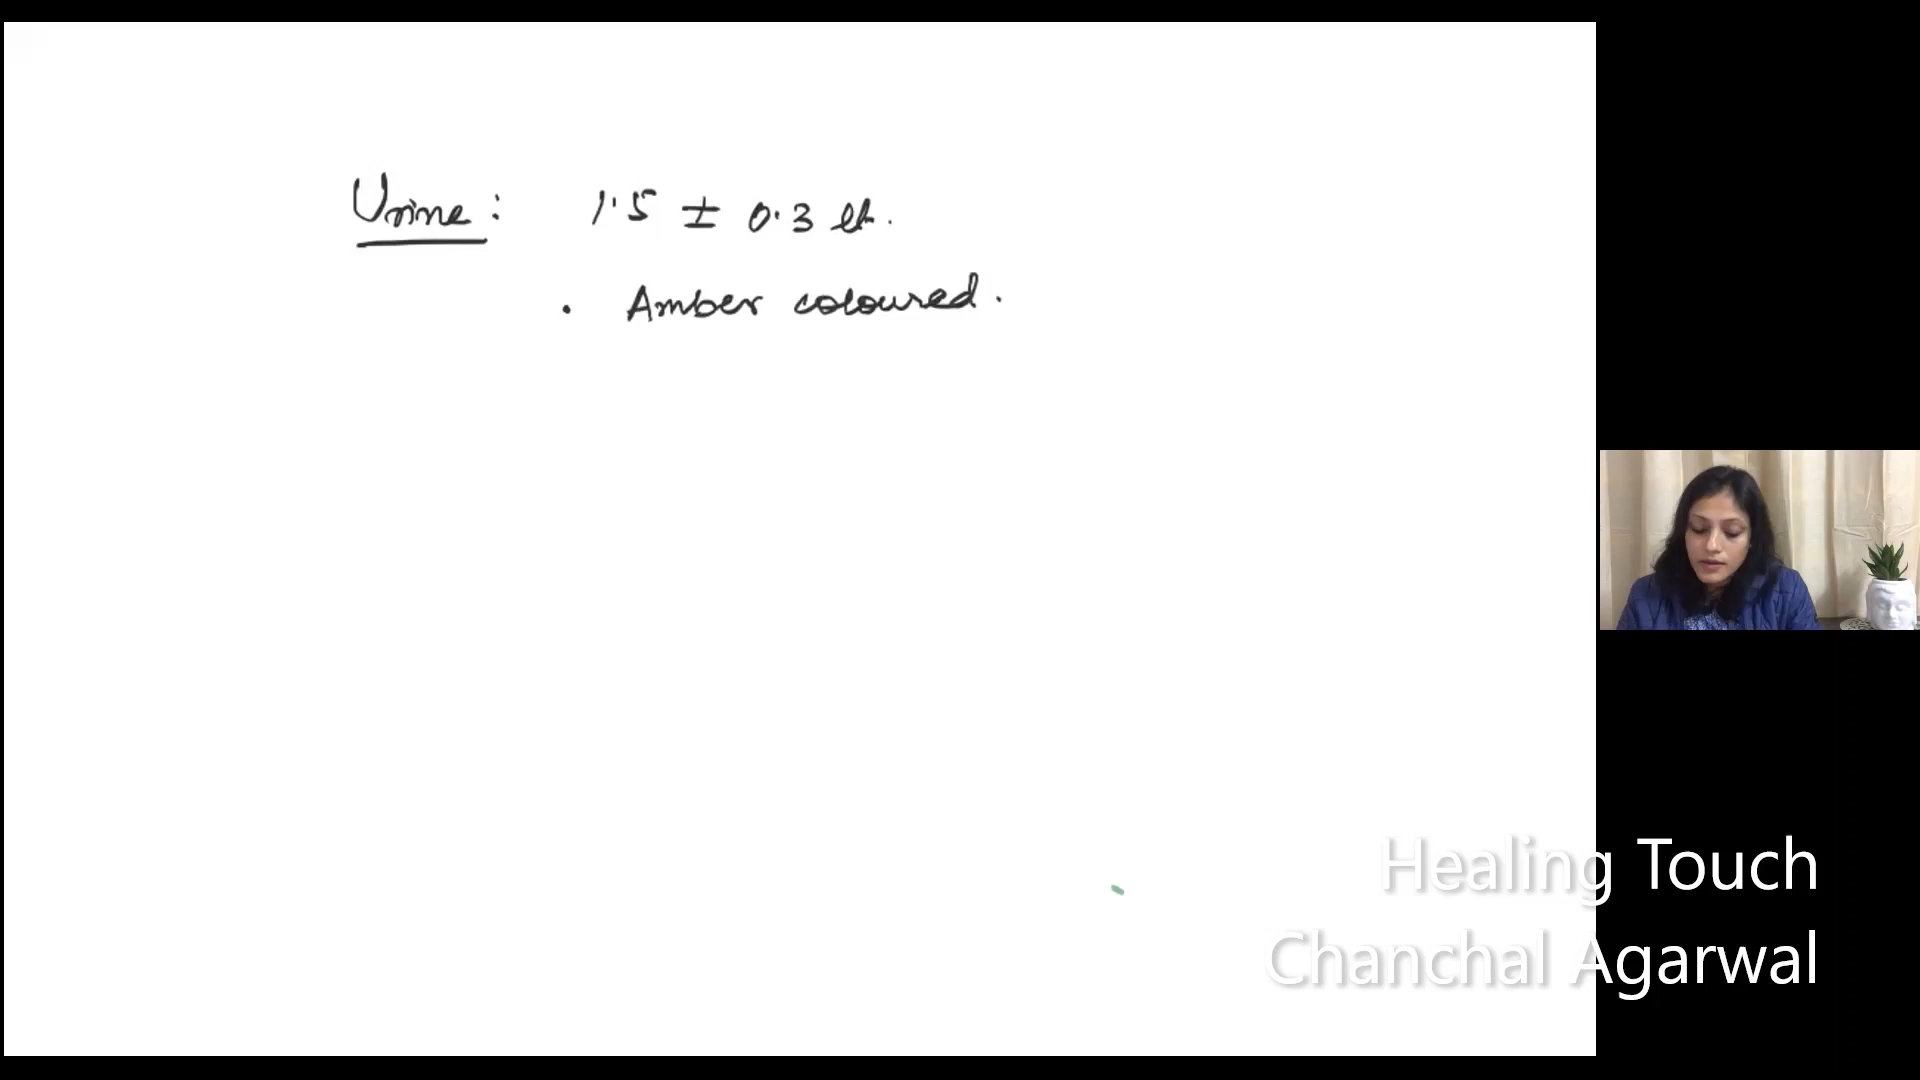 Urine : 1.5 ± 0.3 lt.
. Amber coloured.
Healing Touch
Chanchal Agarwal